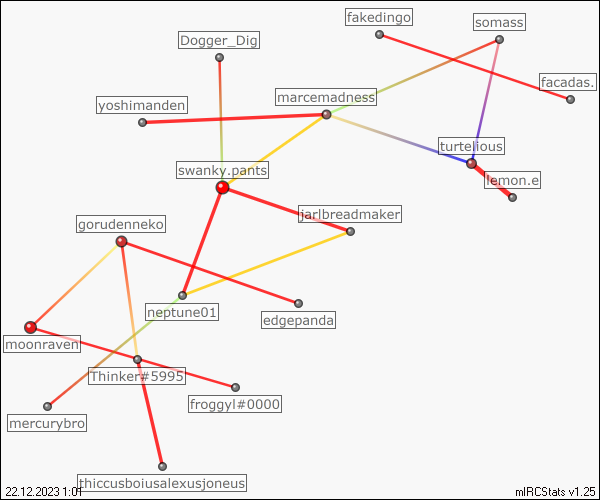 fakedingo
somass
Dogger_Dig
facadas.
marcemadness
yoshimanden
turtelious
swanky.pants
lemon.e
jarlbreadmaker
gorudenneko
neptune01
edgepanda
moonraven
Thinker#5995
froggyl#0000
mercurybro
thiccusboiusalexusjoneus
22.12.2023 1:01
mIRCStats v1.25